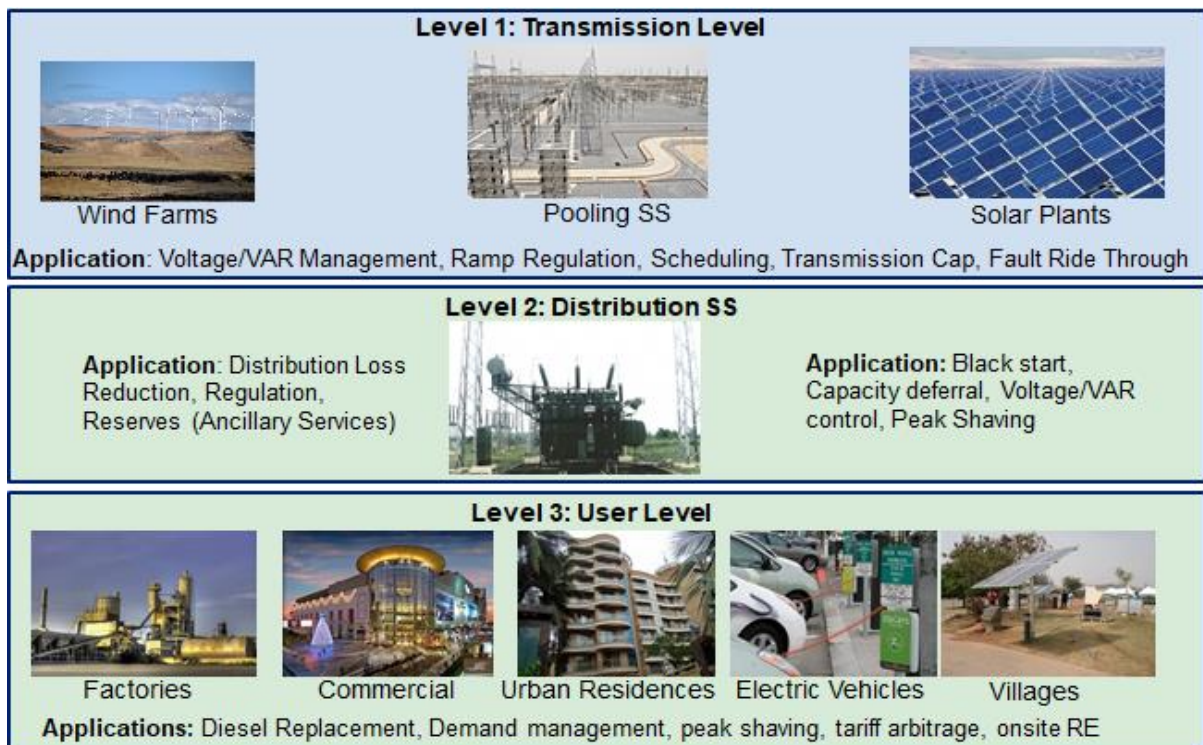 Level 1: Transmission Level
Wind Farms
Pooling SS
Solar Plants
Application: Voltage/VAR Management, Ramp Regulation, Scheduling, Transmission Cap, Fault Ride Through
Level 2: Distribution SS
Application: Distribution Loss
Reduction, Regulation,
Reserves (Ancillary Services)
Application: Black start,
Capacity deferral, Voltage/VAR
control, Peak Shaving
Level 3: User Level
Factories
Commercial
Urban Residences
Electric Vehicles
Villages
Applications: Diesel Replacement, Demand management, peak shaving, tariff arbitrage, onsite RE